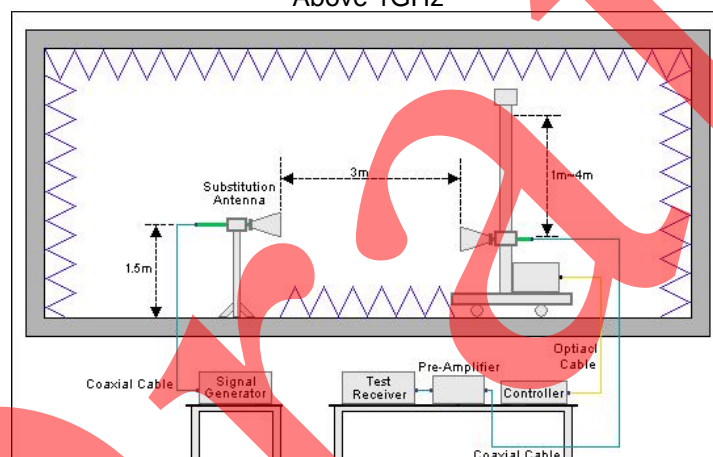 Above 1GHz
3m
1m~4m
Substitution
Antenna
1.5m
Optiacl
Cable
Pre-Amplifier
Coaxial Cable
Signal
Generator
Test
Receiver
Controller
Coaxial Cable